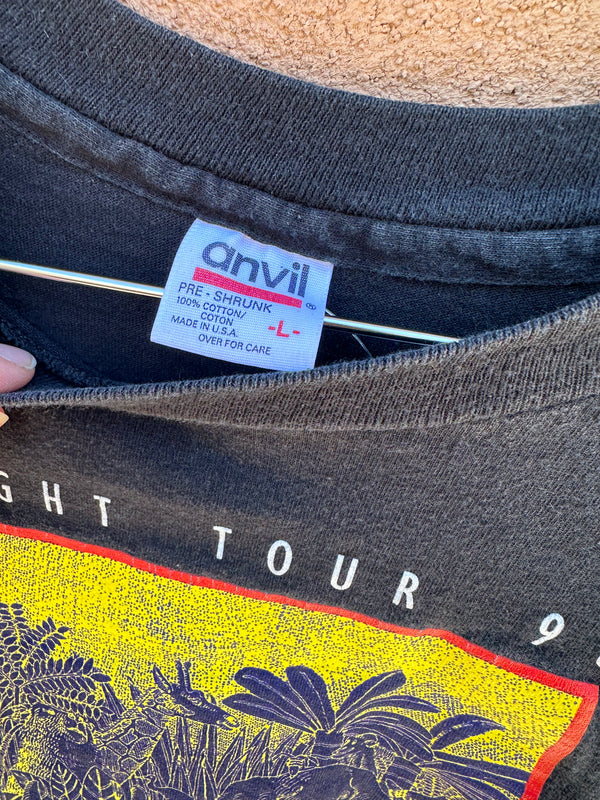 anvil
®
PRE-SHRUNK
100% COTTON/
COTON
-L-
MADE IN U.S.A.
OVER FOR CARE
GHT TOUR 9